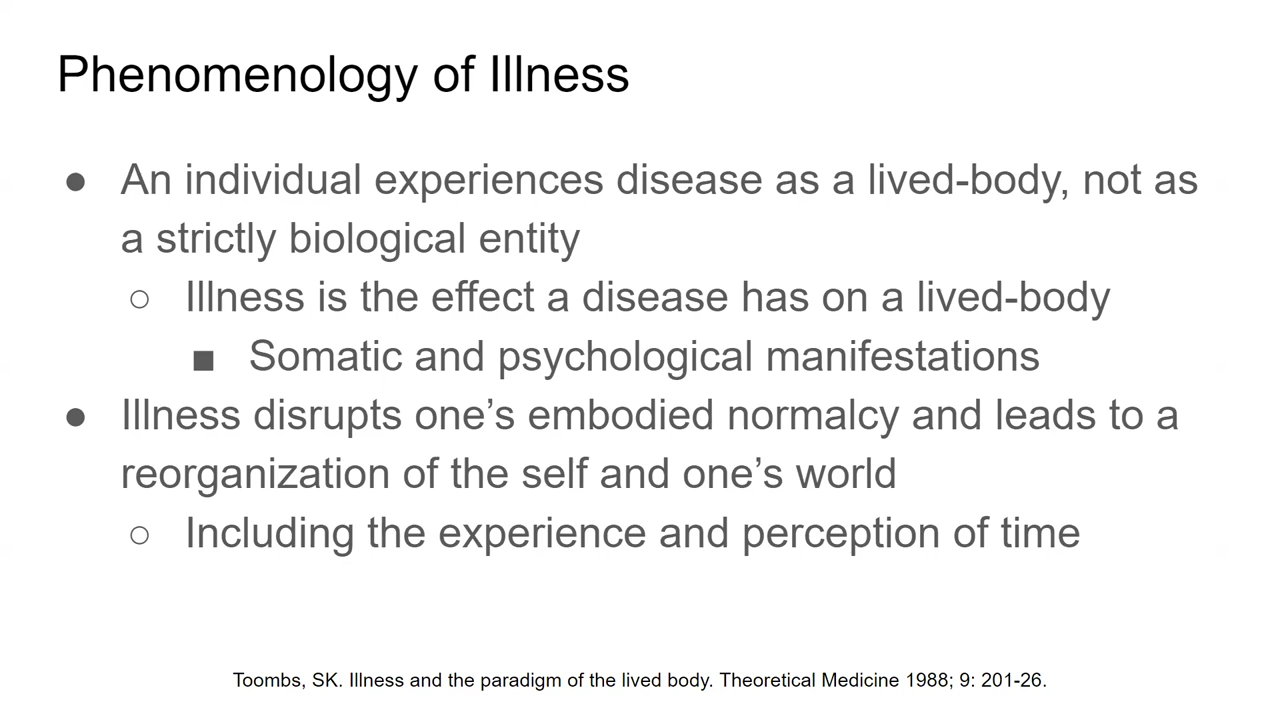 Phenomenology of Illness
● An individual experiences disease as a lived-body, not as
a strictly biological entity
○ Illness is the effect a disease has on a lived-body
■ Somatic and psychological manifestations
● Illness disrupts one’s embodied normalcy and leads to a
reorganization of the self and one’s world
○ Including the experience and perception of time
Toombs, SK. Illness and the paradigm of the lived body. Theoretical Medicine 1988; 9: 201-26.